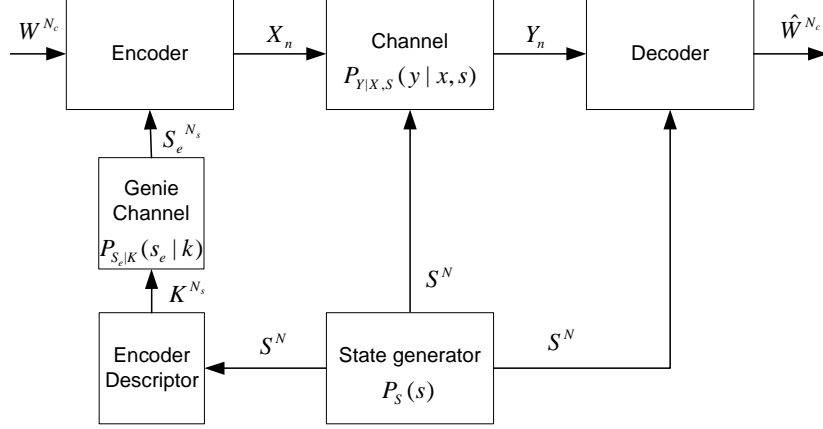 W^{N_c}
Encoder
X_n
Channel
P_{Y|X,S}(y | x, s)
Y_n
Decoder
Ŵ^{N_c}
S_e^{N_s}
Genie
Channel
P_{S_e|K}(s_e | k)
K^{N_s}
S^N
Encoder
Descriptor
S^N
State generator
P_S(s)
S^N